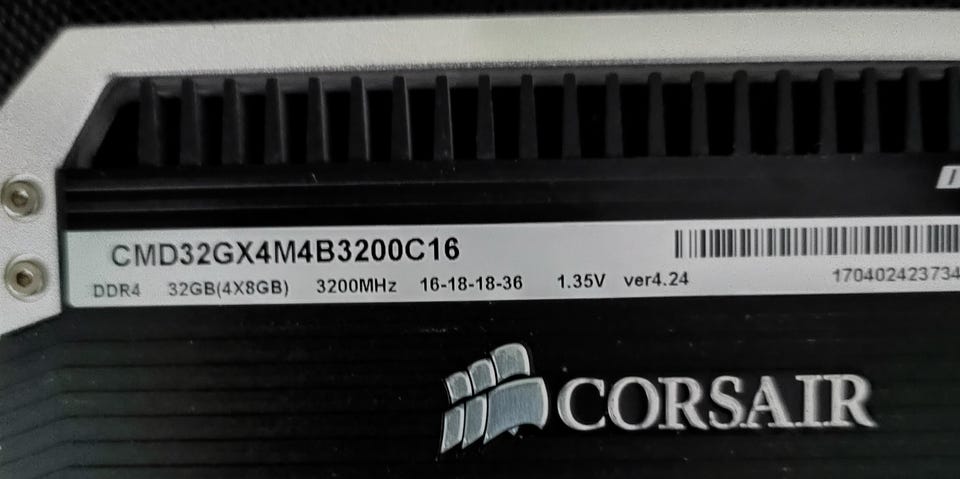 CMD32GX4M4B3200C16
DDR4 32GB(4X8GB) 3200MHz 16-18-18-36 1.35V ver4.24
170402423734
CORSAIR